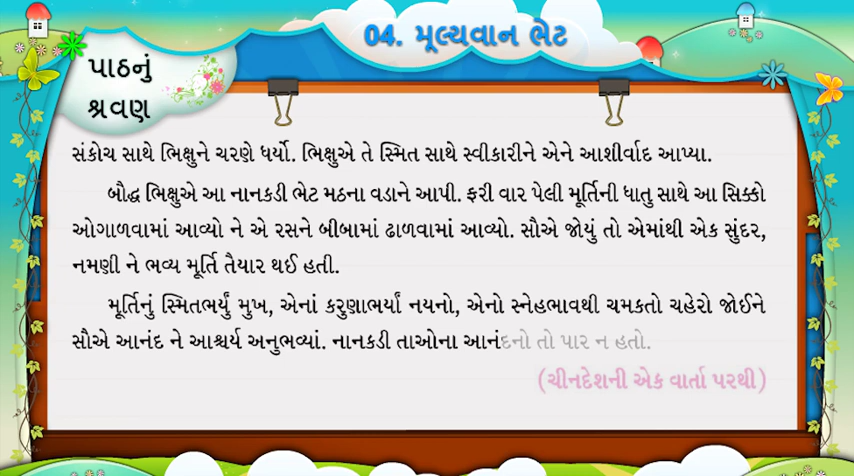 04. મૂલ્યવાન ભેટ
પાઠનું
શ્રવણ
સંકોચ સાથે ભિક્ષુને ચરણે ધર્યો. ભિક્ષુએ તે સ્મિત સાથે સ્વીકારીને એને આશીર્વાદ આપ્યા.
બૌદ્ધ ભિક્ષુએ આ નાનકડી ભેટ મઠના વડાને આપી. ફરી વાર પેલી મૂર્તિની ધાતુ સાથે આ સિક્કો
ઓગાળવામાં આવ્યો ને એ રસને બીબામાં ઢાળવામાં આવ્યો. સૌએ જોયું તો એમાંથી એક સુંદર,
નમણી ને ભવ્ય મૂર્તિ તૈયાર થઈ હતી.
મૂર્તિનું સ્મિતભર્યું મુખ, એનાં કરુણાભર્યાં નયનો, એનો સ્નેહભાવથી ચમકતો ચહેરો જોઈને
સૌએ આનંદ ને આશ્ચર્ય અનુભવ્યાં. નાનકડી તાઓના આનંદનો તો પાર ન હતો.
(ચીનદેશની એક વાર્તા પરથી)